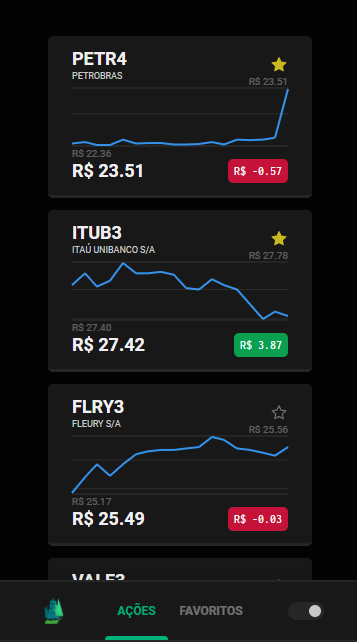 PETR4
PETROBRAS
R$ 23.51
R$ 22.36
R$ 23.51
R$ -0.57
ITUB3
ITAÚ UNIBANCO S/A
R$ 27.78
R$ 27.40
R$ 27.42
R$ 3.87
FLRY3
FLEURY S/A
R$ 25.56
R$ 25.17
R$ 25.49
R$ -0.03
VALE3
AÇÕES
FAVORITOS